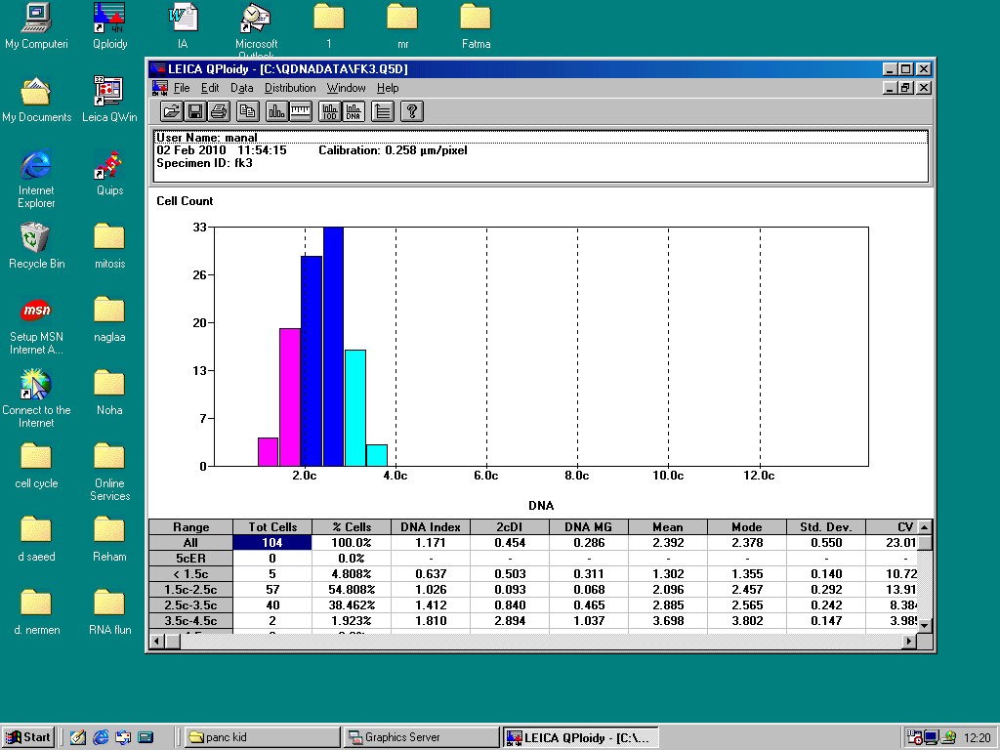 My Computeri
Qploidy
IA
Microsoft
Outlook
1
mr
Fatma
My Documents
Leica QWin
Internet
Explorer
Quips
Recycle Bin
mitosis
msn
Setup MSN
Internet A...
naglaa
Connect to the
Internet
Noha
cell cycle
Online
Services
d saeed
Reham
d. nermen
RNA flun
LEICA QPloidy - [C:\QDNADATA\FK3.Q5D]
File Edit Data Distribution Window Help
IOD DNA
User Name: manal
02 Feb 2010 11:54:15 Calibration: 0.258 µm/pixel
Specimen ID: fk3
Cell Count
33
26
20
13
7
0
2.0c 4.0c 6.0c 8.0c 10.0c 12.0c
DNA
Range Tot Cells % Cells DNA Index 2cDI DNA MG Mean Mode Std. Dev. CV
All 104 100.0% 1.171 0.454 0.286 2.392 2.378 0.550 23.01
5cER 0 0.0% - - - - - - -
< 1.5c 5 4.808% 0.637 0.503 0.311 1.302 1.355 0.140 10.72
1.5c-2.5c 57 54.808% 1.026 0.093 0.068 2.096 2.457 0.292 13.91
2.5c-3.5c 40 38.462% 1.412 0.840 0.465 2.885 2.565 0.242 8.38
3.5c-4.5c 2 1.923% 1.810 2.894 1.037 3.698 3.802 0.147 3.98
Start
panc kid
Graphics Server
LEICA QPloidy - [C:\...
12:20